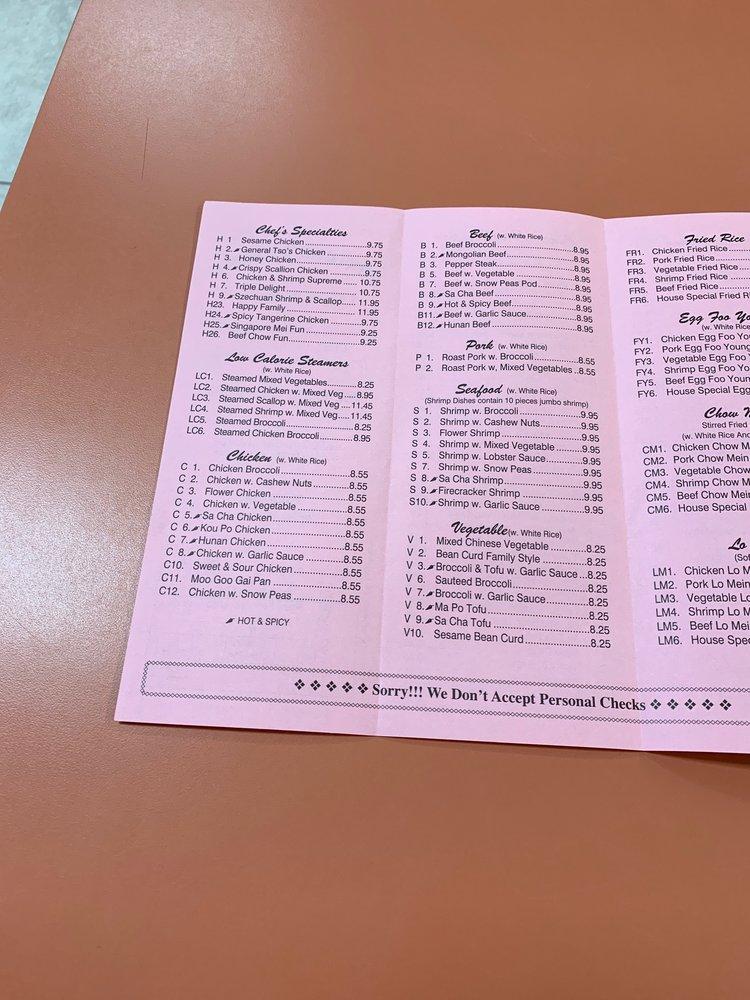 Chef's Specialties
H 1 Sesame Chicken 9.75
H 2. General Tso's Chicken 9.75
H 3. Honey Chicken 9.75
H 4. Crispy Scallion Chicken 9.75
H 6. Chicken & Shrimp Supreme 10.75
H 7. Triple Delight 10.75
H 9. Szechuan Shrimp & Scallop 11.95
H23. Happy Family 11.95
H24. Spicy Tangerine Chicken 9.75
H25. Singapore Mei Fun 9.25
H26. Beef Chow Fun 9.25
Low Calorie Steamers
(w. White Rice)
LC1. Steamed Mixed Vegetables 8.25
LC2. Steamed Chicken w. Mixed Veg 8.95
LC3. Steamed Scallop w. Mixed Veg 11.45
LC4. Steamed Shrimp w. Mixed Veg 11.45
LC5. Steamed Broccoli 8.25
LC6. Steamed Chicken Broccoli 8.95
Chicken (w. White Rice)
C 1. Chicken Broccoli 8.55
C 2. Chicken w. Cashew Nuts 8.55
C 3. Flower Chicken 8.55
C 4. Chicken w. Vegetable 8.55
C 5. Sa Cha Chicken 8.55
C 6. Kou Po Chicken 8.55
C 7. Hunan Chicken 8.55
C 8. Chicken w. Garlic Sauce 8.55
C10. Sweet & Sour Chicken 8.55
C11. Moo Goo Gai Pan 8.55
C12. Chicken w. Snow Peas 8.55
HOT & SPICY
Beef (w. White Rice)
B 1. Beef Broccoli 8.95
B 2. Mongolian Beef 8.95
B 3. Pepper Steak 8.95
B 5. Beef w. Vegetable 8.95
B 7. Beef w. Snow Peas Pod 8.95
B 8. Sa Cha Beef 8.95
B 9. Hot & Spicy Beef 8.95
B11. Beef w. Garlic Sauce 8.95
B12. Hunan Beef 8.95
Pork (w. White Rice)
P 1. Roast Pork w. Broccoli 8.55
P 2. Roast Pork w, Mixed Vegetables 8.55
Seafood (w. White Rice)
(Shrimp Dishes contain 10 pieces jumbo shrimp)
S 1. Shrimp w. Broccoli 9.95
S 2. Shrimp w. Cashew Nuts 9.95
S 3. Flower Shrimp 9.95
S 4. Shrimp w. Mixed Vegetable 9.95
S 5. Shrimp w. Lobster Sauce 9.95
S 7. Shrimp w. Snow Peas 9.95
S 8. Sa Cha Shrimp 9.95
S 9. Firecracker Shrimp 9.95
S10. Shrimp w. Garlic Sauce 9.95
Vegetable (w. White Rice)
V 1. Mixed Chinese Vegetable 8.25
V 2. Bean Curd Family Style 8.25
V 3. Broccoli & Tofu w. Garlic Sauce 8.25
V 6. Sauteed Broccoli 8.25
V 7. Broccoli w. Garlic Sauce 8.25
V 8. Ma Po Tofu 8.25
V 9. Sa Cha Tofu 8.25
V10. Sesame Bean Curd 8.25
Fried Rice
FR1. Chicken Fried Rice
FR2. Pork Fried Rice
FR3. Vegetable Fried Rice
FR4. Shrimp Fried Rice
FR5. Beef Fried Rice
FR6. House Special Fried R
Egg Foo Yo
(w. White Rice
FY1. Chicken Egg Foo Yo
FY2. Pork Egg Foo Young
FY3. Vegetable Egg Foo Y
FY4. Shrimp Egg Foo You
FY5. Beef Egg Foo Youn
FY6. House Special Egg
Chow M
Stirred Fried
(w. White Rice And
CM1. Chicken Chow M
CM2. Pork Chow Mein
CM3. Vegetable Chow
CM4. Shrimp Chow M
CM5. Beef Chow Mein
CM6. House Special
Lo
(Sof
LM1. Chicken Lo M
LM2. Pork Lo Mein
LM3. Vegetable Lo
LM4. Shrimp Lo M
LM5. Beef Lo Mein
LM6. House Spec
Sorry!!! We Don't Accept Personal Checks